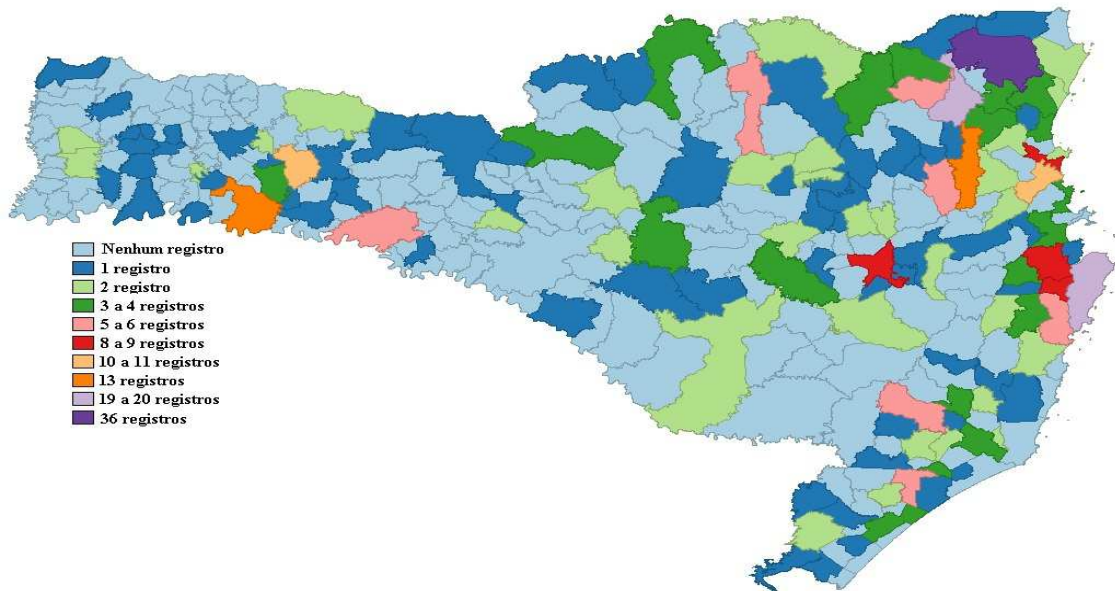 Nenhum registro
1 registro
2 registro
3 a 4 registros
5 a 6 registros
8 a 9 registros
10 a 11 registros
13 registros
19 a 20 registros
36 registros